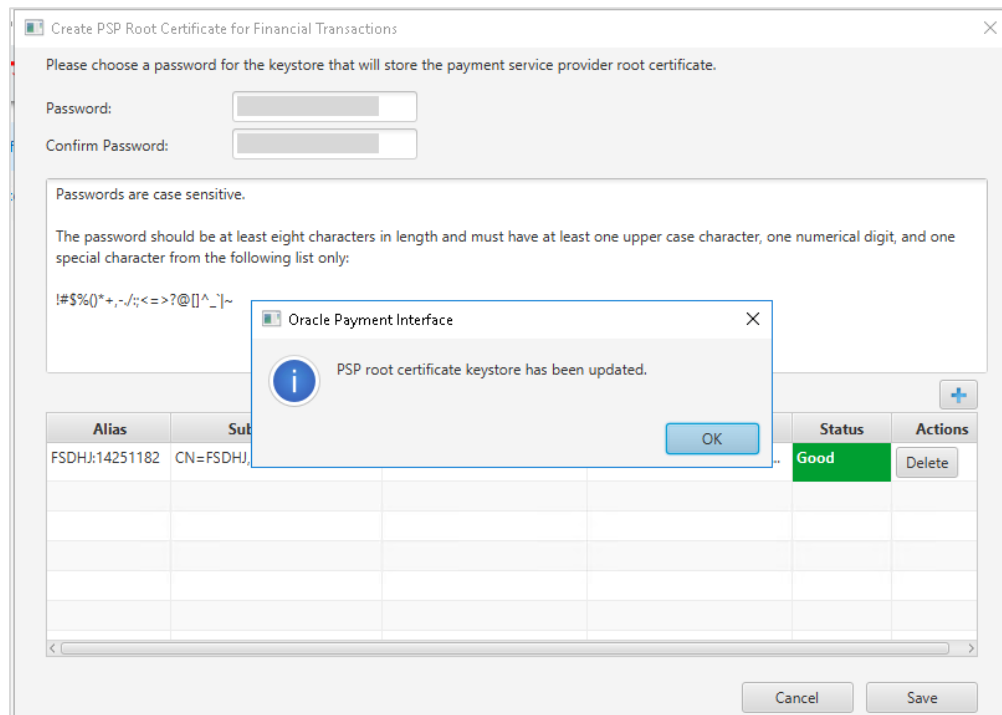 Create PSP Root Certificate for Financial Transactions
Please choose a password for the keystore that will store the payment service provider root certificate.
Password:
Confirm Password:
Passwords are case sensitive.
The password should be at least eight characters in length and must have at least one upper case character, one numerical digit, and one
special character from the following list only:
!#$%()*+,-./:;<=>?@[]^_`|~
Oracle Payment Interface
PSP root certificate keystore has been updated.
OK
Alias Sub Status Actions
FSDHJ:14251182 CN=FSDHJ, ... Good Delete
Cancel Save